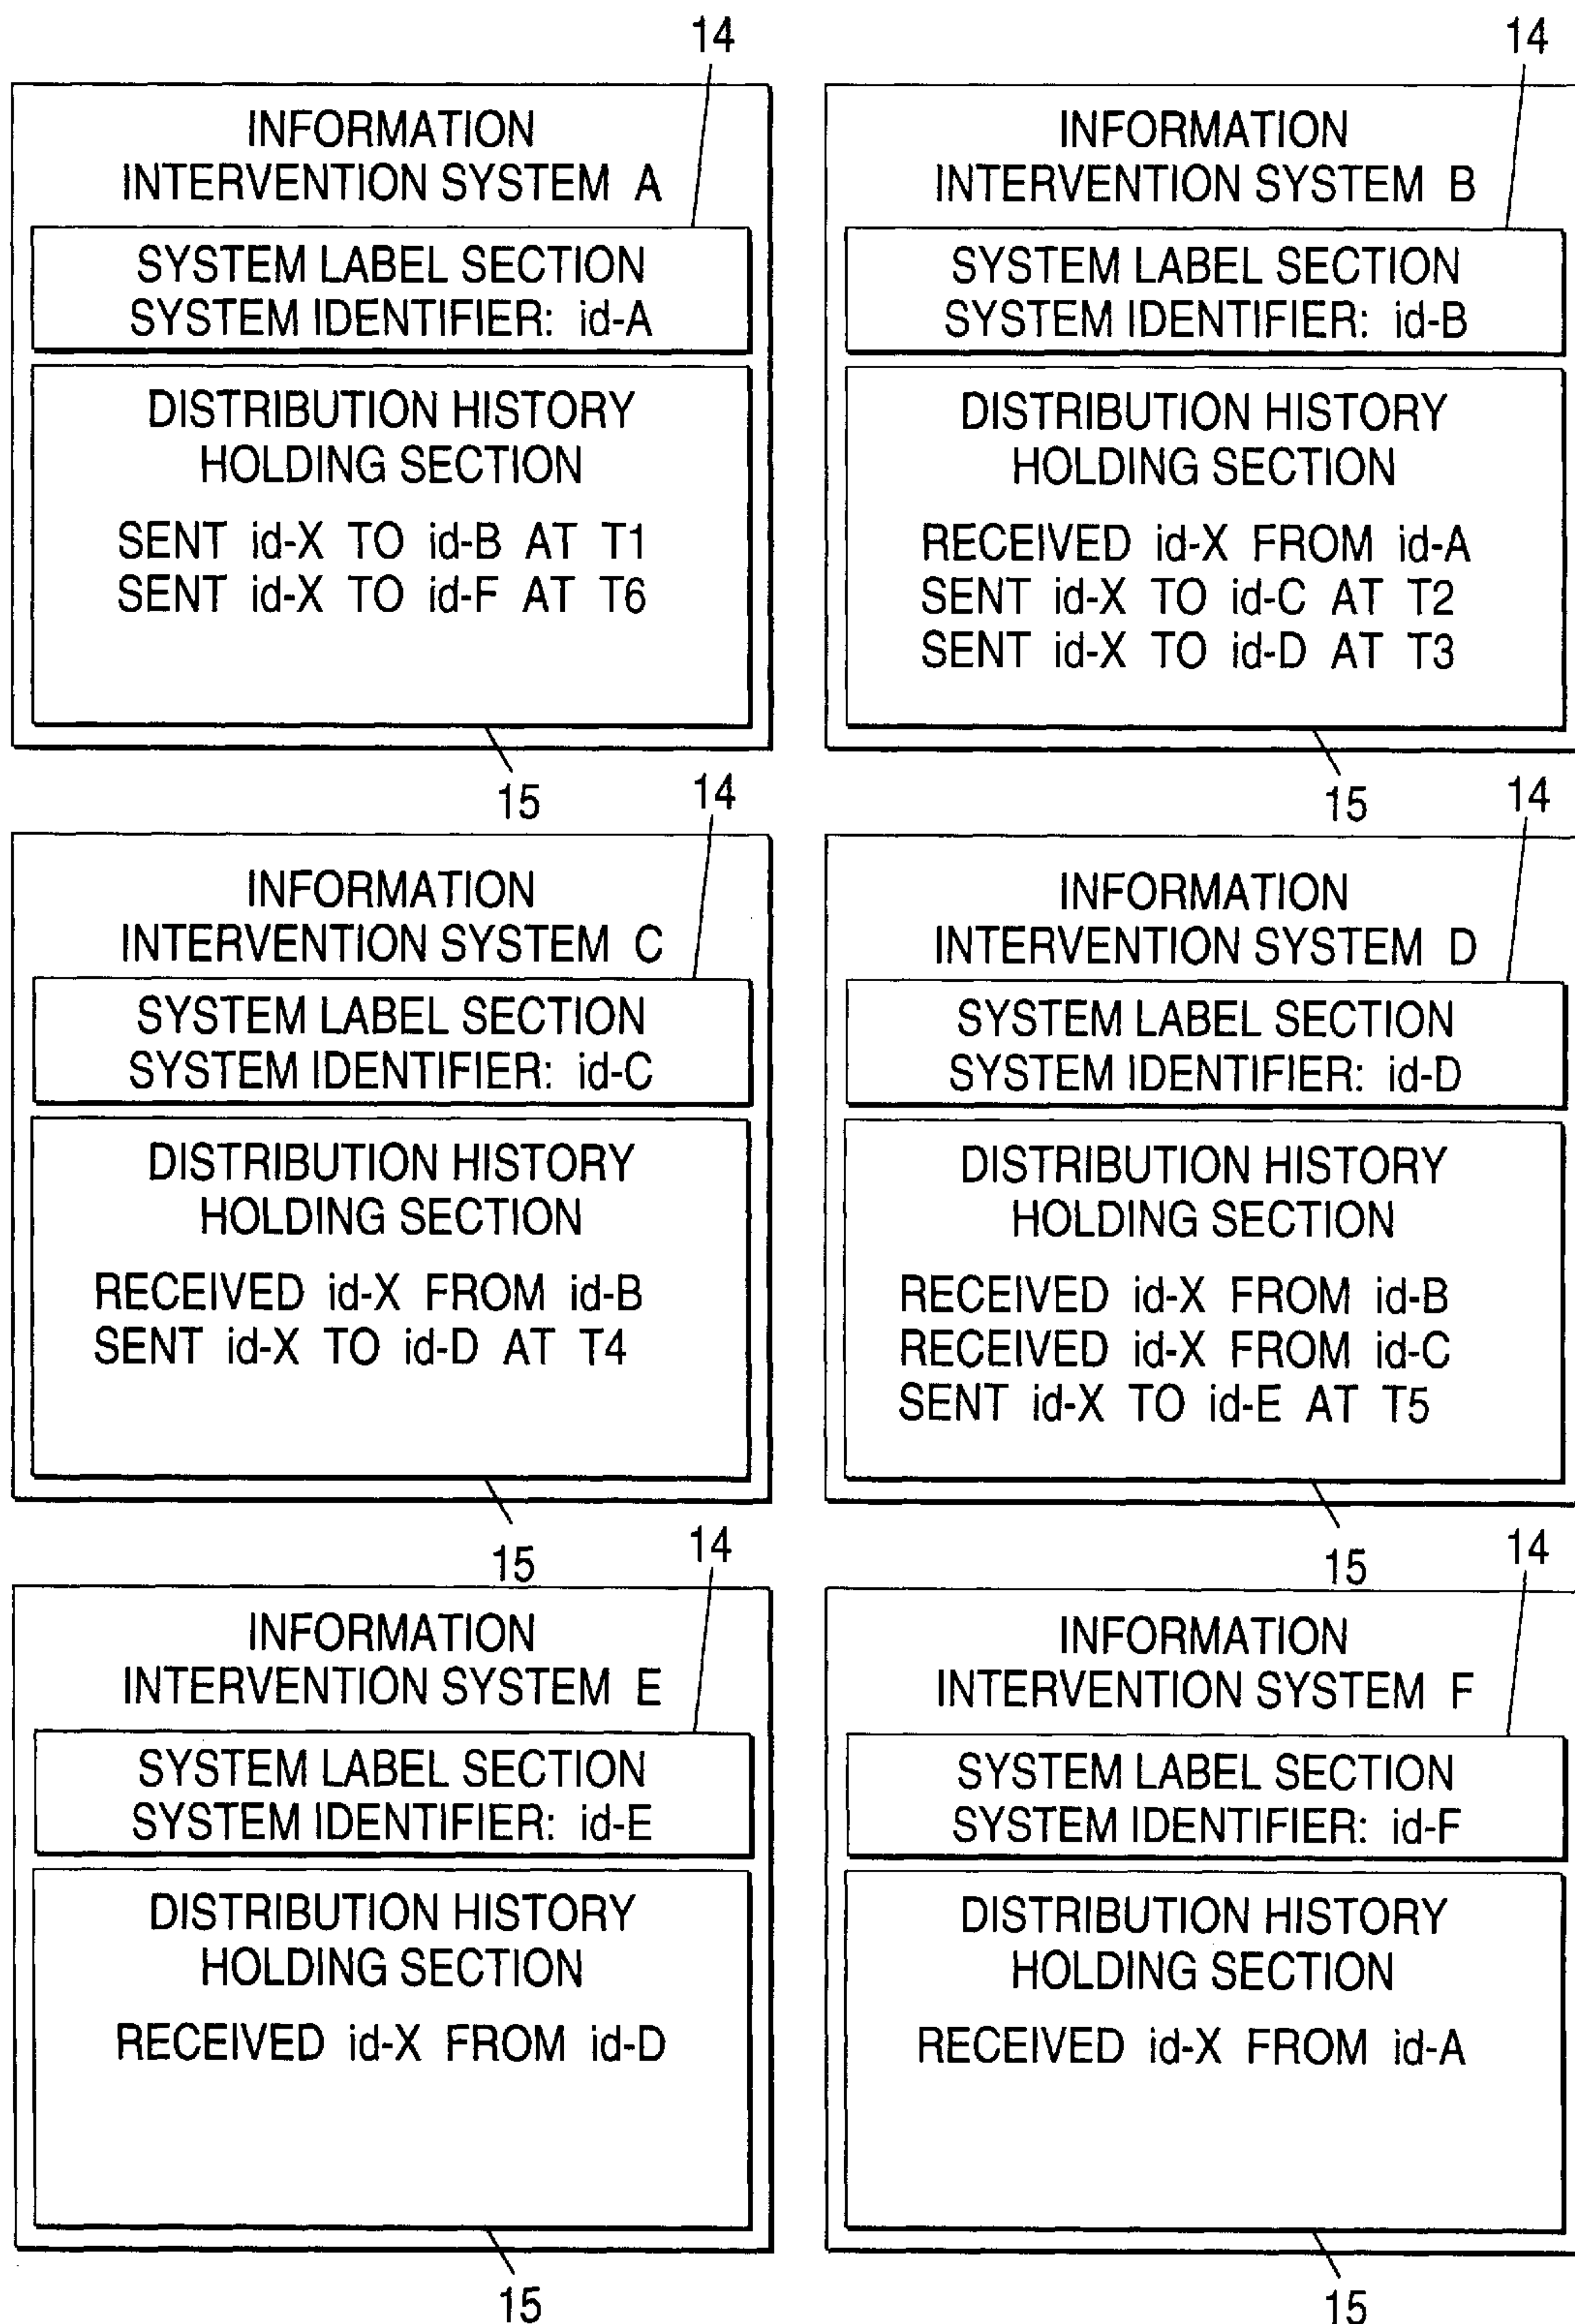 14
INFORMATION
INTERVENTION SYSTEM A
SYSTEM LABEL SECTION
SYSTEM IDENTIFIER: id-A
DISTRIBUTION HISTORY
HOLDING SECTION
SENT id-X TO id-B AT T1
SENT id-X TO id-F AT T6
15
14
INFORMATION
INTERVENTION SYSTEM B
SYSTEM LABEL SECTION
SYSTEM IDENTIFIER: id-B
DISTRIBUTION HISTORY
HOLDING SECTION
RECEIVED id-X FROM id-A
SENT id-X TO id-C AT T2
SENT id-X TO id-D AT T3
15
14
INFORMATION
INTERVENTION SYSTEM C
SYSTEM LABEL SECTION
SYSTEM IDENTIFIER: id-C
DISTRIBUTION HISTORY
HOLDING SECTION
RECEIVED id-X FROM id-B
SENT id-X TO id-D AT T4
15
14
INFORMATION
INTERVENTION SYSTEM D
SYSTEM LABEL SECTION
SYSTEM IDENTIFIER: id-D
DISTRIBUTION HISTORY
HOLDING SECTION
RECEIVED id-X FROM id-B
RECEIVED id-X FROM id-C
SENT id-X TO id-E AT T5
15
14
INFORMATION
INTERVENTION SYSTEM E
SYSTEM LABEL SECTION
SYSTEM IDENTIFIER: id-E
DISTRIBUTION HISTORY
HOLDING SECTION
RECEIVED id-X FROM id-D
15
14
INFORMATION
INTERVENTION SYSTEM F
SYSTEM LABEL SECTION
SYSTEM IDENTIFIER: id-F
DISTRIBUTION HISTORY
HOLDING SECTION
RECEIVED id-X FROM id-A
15